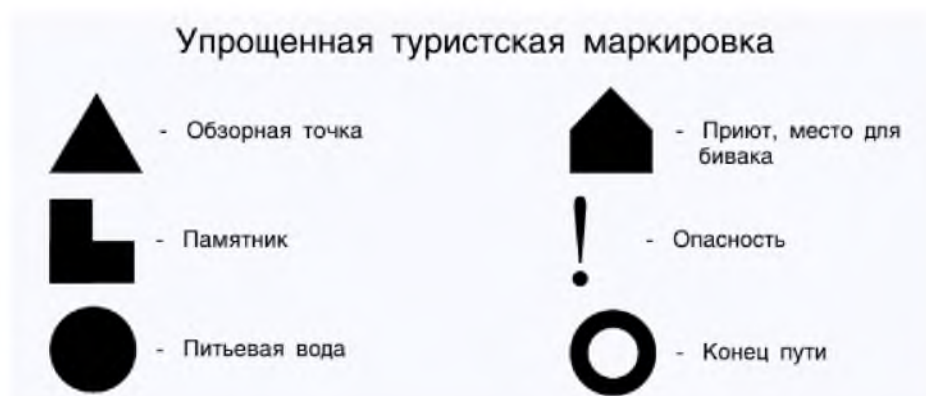 Упрощенная туристская маркировка
- Обзорная точка
- Памятник
- Питьевая вода
- Приют, место для
бивака
- Опасность
- Конец пути